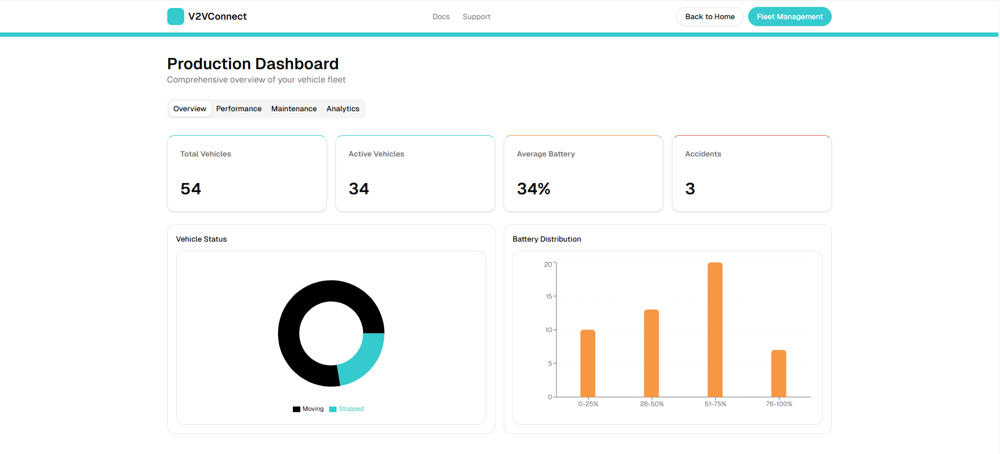 V2VConnect
Docs Support
Back to Home Fleet Management
Production Dashboard
Comprehensive overview of your vehicle fleet
Overview Performance Maintenance Analytics
Total Vehicles
54
Active Vehicles
34
Average Battery
34%
Accidents
3
Vehicle Status
Moving Stopped
Battery Distribution
20
15
10
5
0
0-25% 26-50% 51-75% 76-100%